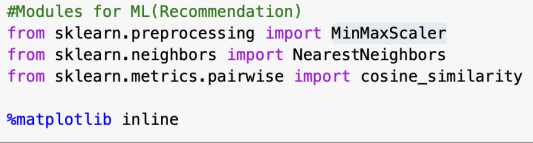 #Modules for ML(Recommendation)
from sklearn.preprocessing import MinMaxScaler
from sklearn.neighbors import NearestNeighbors
from sklearn.metrics.pairwise import cosine_similarity
%matplotlib inline